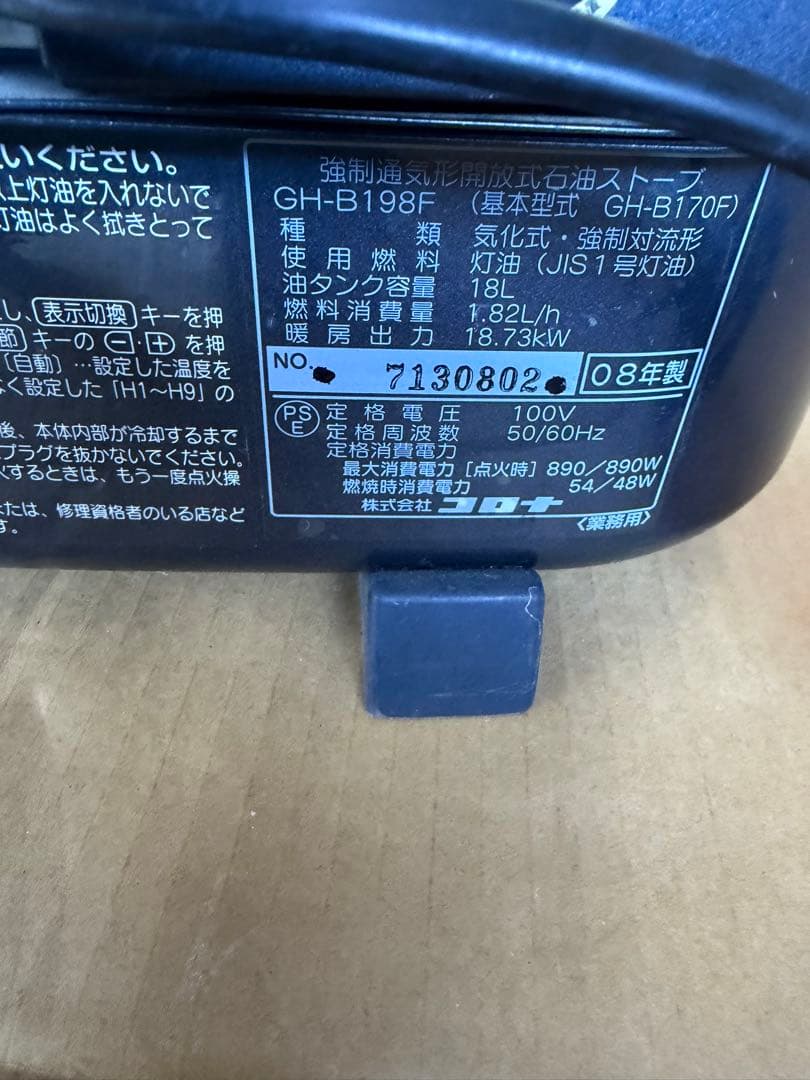 いください。
上灯油を入れないで
灯油はよく拭きとって
し、表示切換キーを押
節 キーの － ・ ＋ を押
〔自動〕…設定した温度を
く設定した「H1～H9」の
後、本体内部が冷却するまで
プラグを抜かないでください。
するときは、もう一度点火操
たは、修理資格者のいる店など
す。
強制通気形開放式石油ストーブ
GH-B198F （基本型式 GH-B170F）
種類 気化式・強制対流形
使用燃料 灯油（JIS１号灯油）
油タンク容量 18L
燃料消費量 1.82L/h
暖房出力 18.73kW
NO. 7130802 08年製
PSE 定格電圧 100V
定格周波数 50/60Hz
定格消費電力
最大消費電力［点火時］890／890W
燃焼時消費電力 54／48W
株式会社 コロナ
〈業務用〉